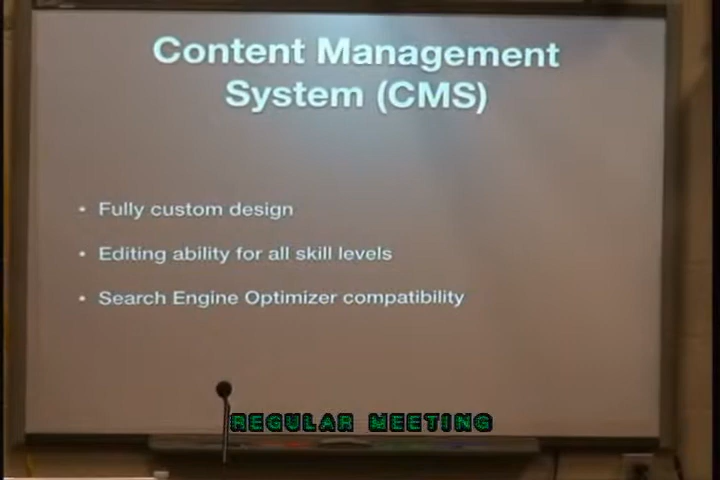 Content Management
System (CMS)
• Fully custom design
• Editing ability for all skill levels
• Search Engine Optimizer compatibility
REGULAR MEETING